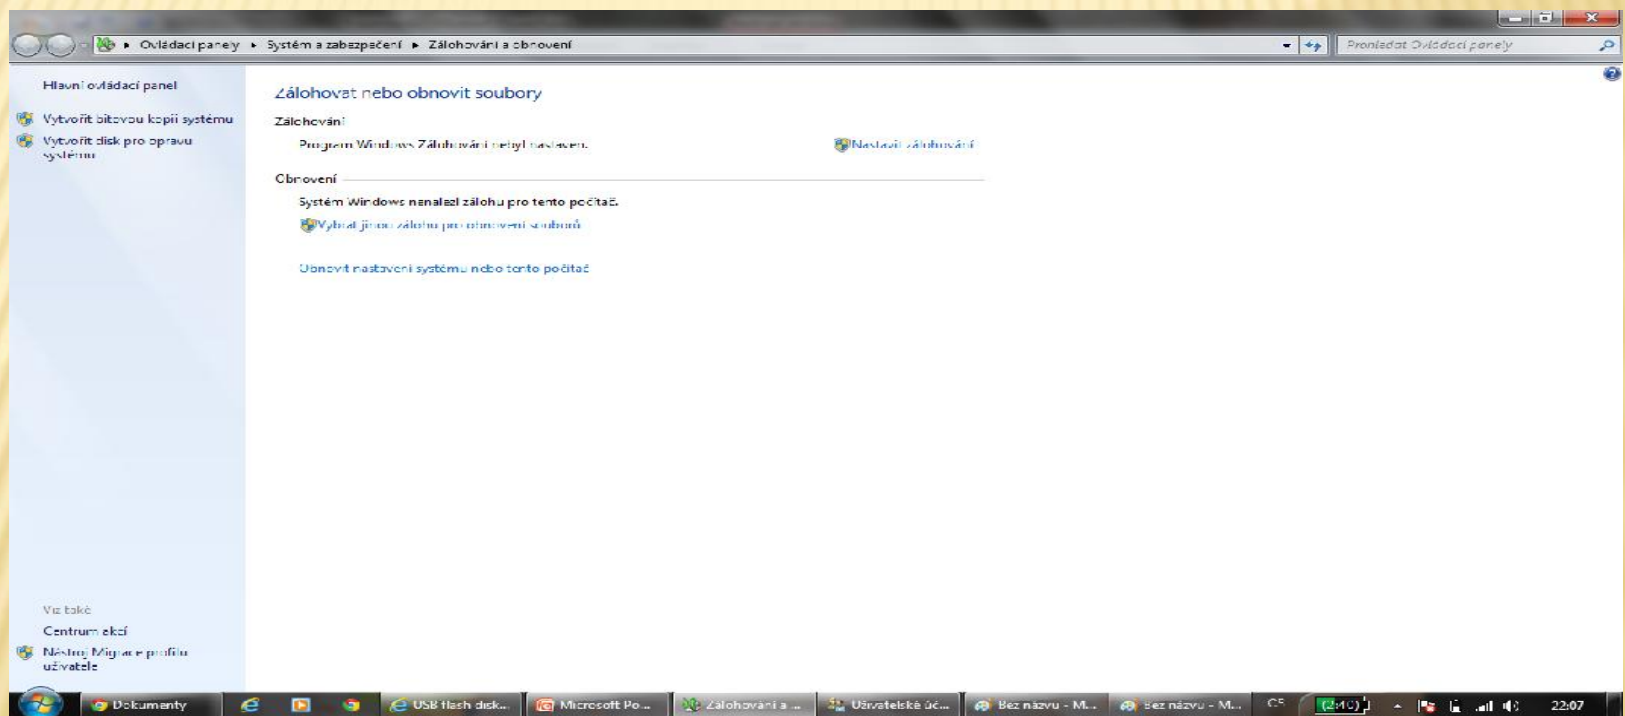 Ovládací panely ▸ Systém a zabezpečení ▸ Zálohování a obnovení
Prohledat Ovládací panely
Hlavní ovládací panel
Vytvořit bitovou kopii systému
Vytvořit disk pro opravu
systému
Zálohovat nebo obnovit soubory
Zálohování
Program Windows Zálohování nebyl nastaven.
Nastavit zálohování
Obnovení
Systém Windows nenalezl zálohu pro tento počítač.
Vybrat jinou zálohu pro obnovení souborů
Obnovit nastavení systému nebo tento počítač
Viz také
Centrum akcí
Nástroj Migrace profilu
uživatele
Dokumenty
USB flash disk...
Microsoft Po...
Zálohování a ...
Uživatelské úč...
Bez názvu - M...
Bez názvu - M...
CS
(2:40)
22:07